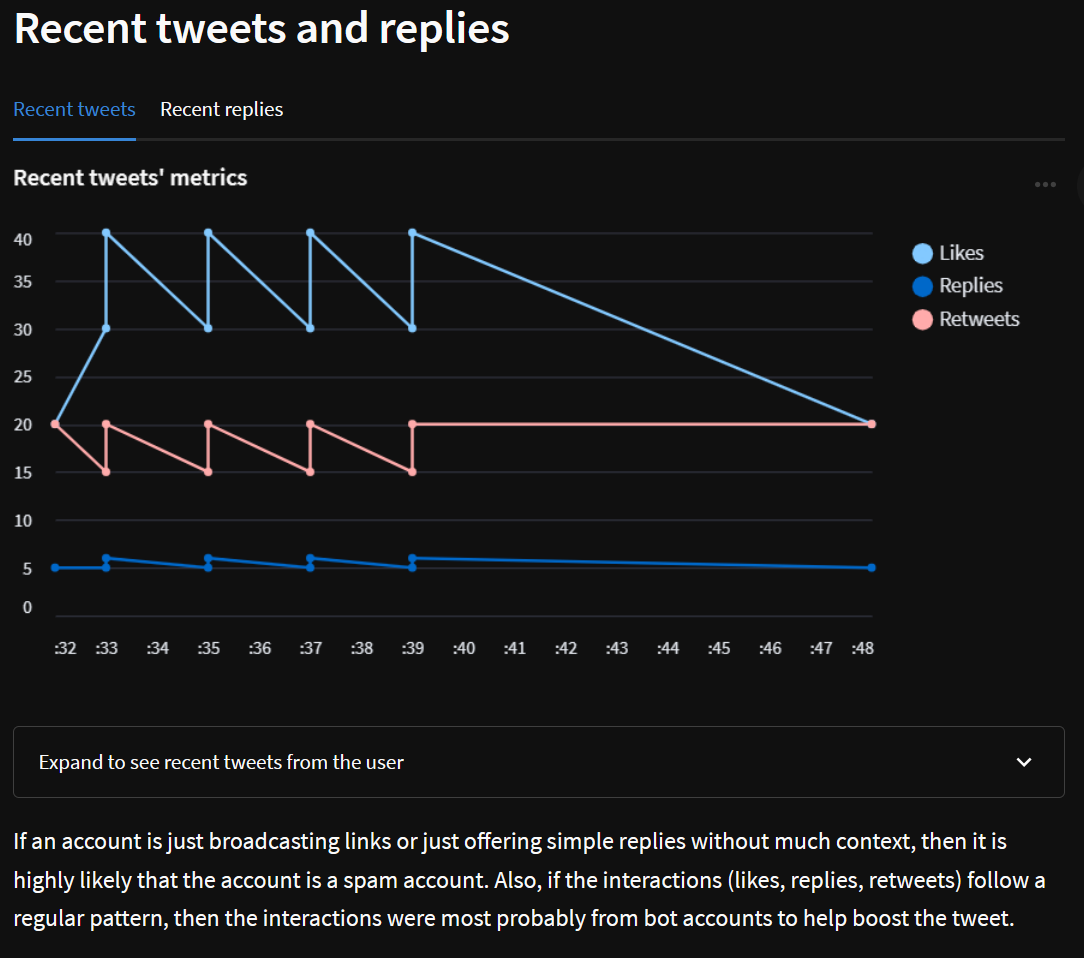 Recent tweets and replies
Recent tweets Recent replies
Recent tweets' metrics
40
35
30
25
20
15
10
5
0
Likes
Replies
Retweets
:32 :33 :34 :35 :36 :37 :38 :39 :40 :41 :42 :43 :44 :45 :46 :47 :48
Expand to see recent tweets from the user
If an account is just broadcasting links or just offering simple replies without much context, then it is
highly likely that the account is a spam account. Also, if the interactions (likes, replies, retweets) follow a
regular pattern, then the interactions were most probably from bot accounts to help boost the tweet.